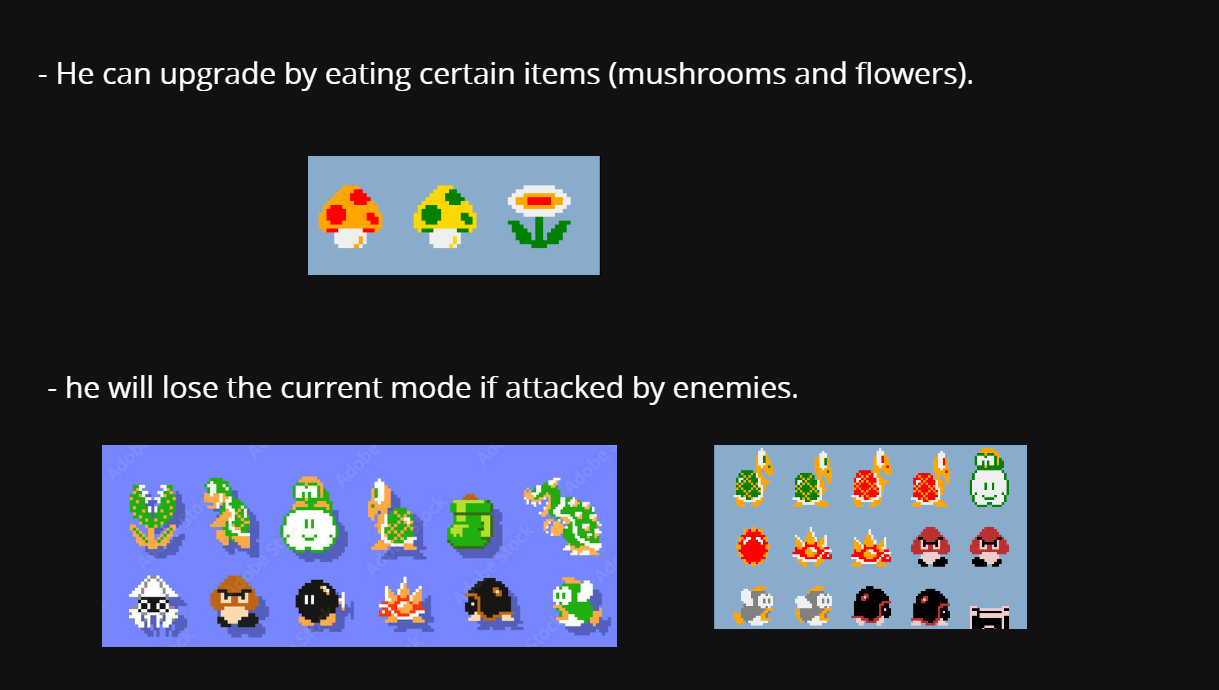 - He can upgrade by eating certain items (mushrooms and flowers).
- he will lose the current mode if attacked by enemies.